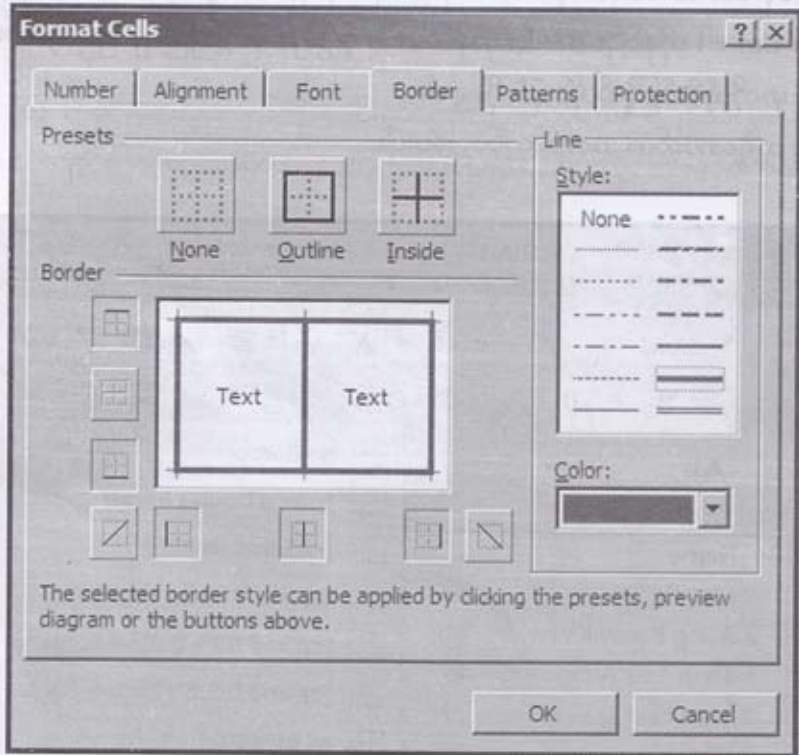 Format Cells
Number Alignment Font Border Patterns Protection
Presets
None Outline Inside
Line
Style:
None
Border
Text Text
Color:
The selected border style can be applied by clicking the presets, preview
diagram or the buttons above.
OK Cancel